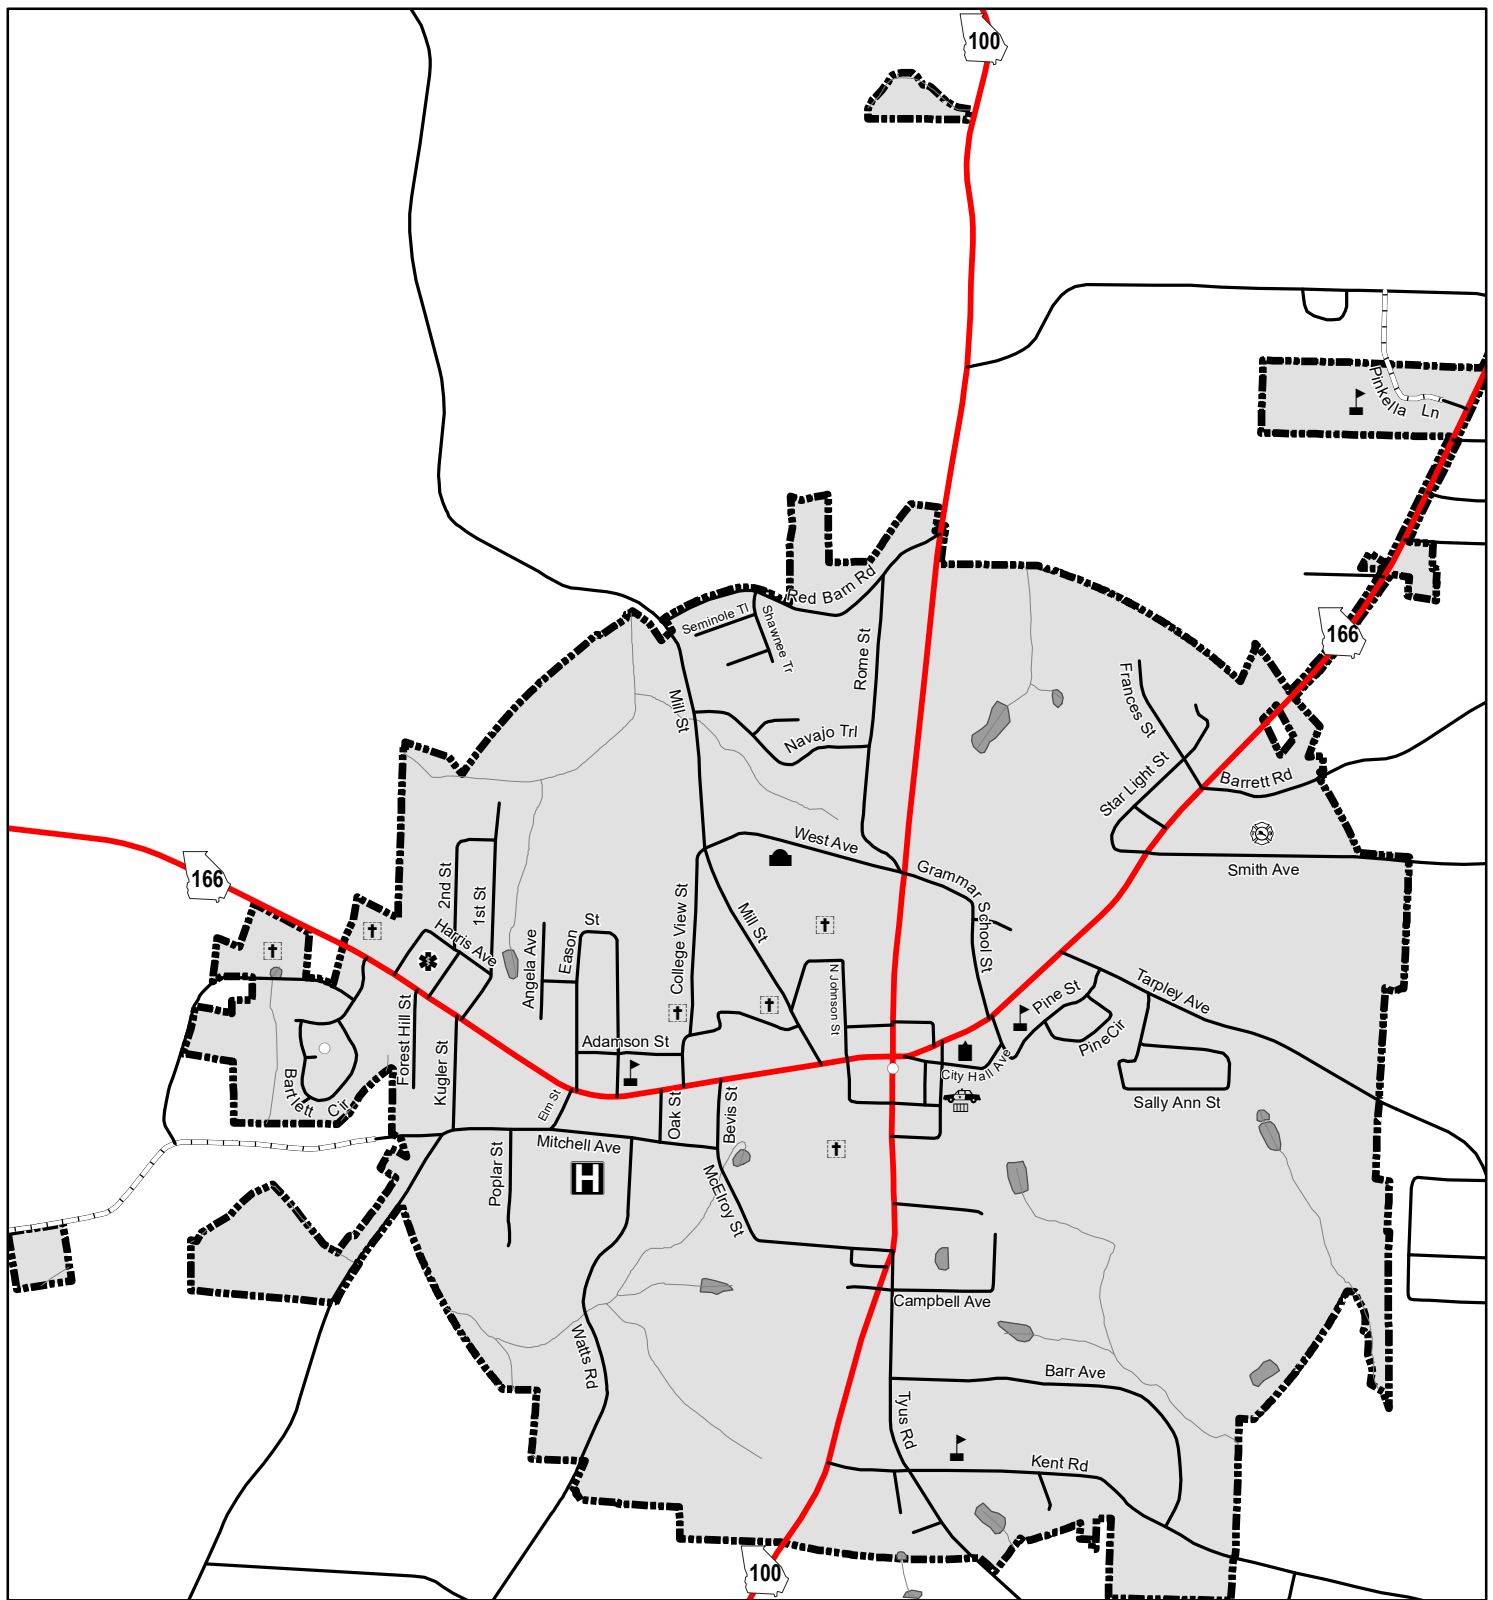 100
Pinkella Ln
Red Barn Rd
Seminole Tl
Shawnee Tr
166
Rome St
Frances St
Mill St
Navajo Trl
Star Light St
Barrett Rd
West Ave
Smith Ave
166
2nd St
1st St
Grammar School St
Harris Ave
Eason St
College View St
Mill St
Angela Ave
N Johnson St
Pine St
Tarpley Ave
Forest Hill St
Adamson St
Pine Cir
Kugler St
City Hall Ave
Bartlett Cir
Elm St
Oak St
Bevis St
Sally Ann St
Mitchell Ave
Poplar St
H
McElroy St
Campbell Ave
Watts Rd
Barr Ave
Tyus Rd
Kent Rd
100